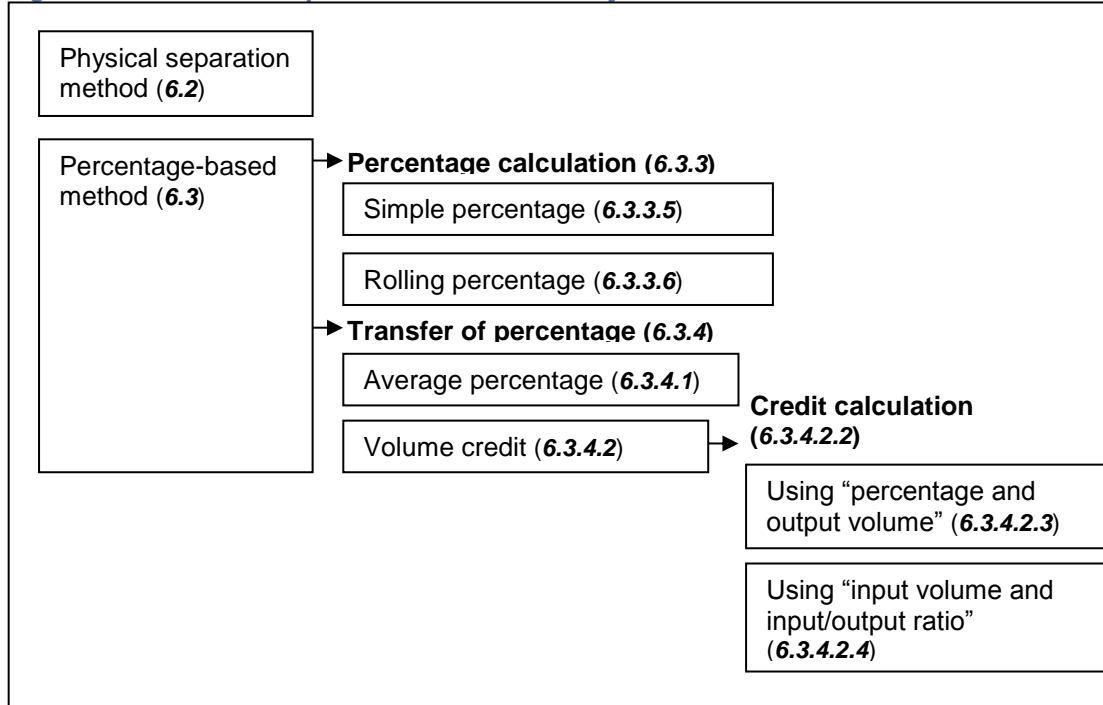 Physical separation
method (6.2)
Percentage-based
method (6.3)
Percentage calculation (6.3.3)
Simple percentage (6.3.3.5)
Rolling percentage (6.3.3.6)
Transfer of percentage (6.3.4)
Average percentage (6.3.4.1)
Volume credit (6.3.4.2)
Credit calculation
(6.3.4.2.2)
Using “percentage and
output volume” (6.3.4.2.3)
Using “input volume and
input/output ratio”
(6.3.4.2.4)